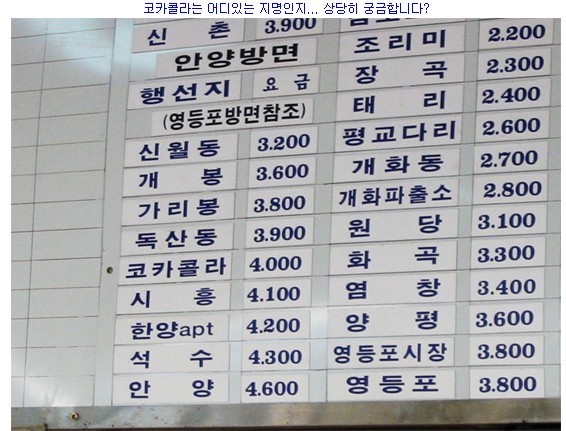 코카콜라는 어디있는 지명인지... 상당히 궁금합니다?
신 촌 3.900
안양방면
행선지 요 금
(영등포방면참조)
신월동 3.200
개 봉 3.600
가리봉 3.800
독산동 3.900
코카콜라 4.000
시 흥 4.100
한양apt 4.200
석 수 4.300
안 양 4.600
조리미 2.200
장 곡 2.300
태 리 2.400
평교다리 2.600
개화동 2.700
개화파출소 2.800
원 당 3.100
화 곡 3.300
염 창 3.400
양 평 3.600
영등포시장 3.800
영등포 3.800